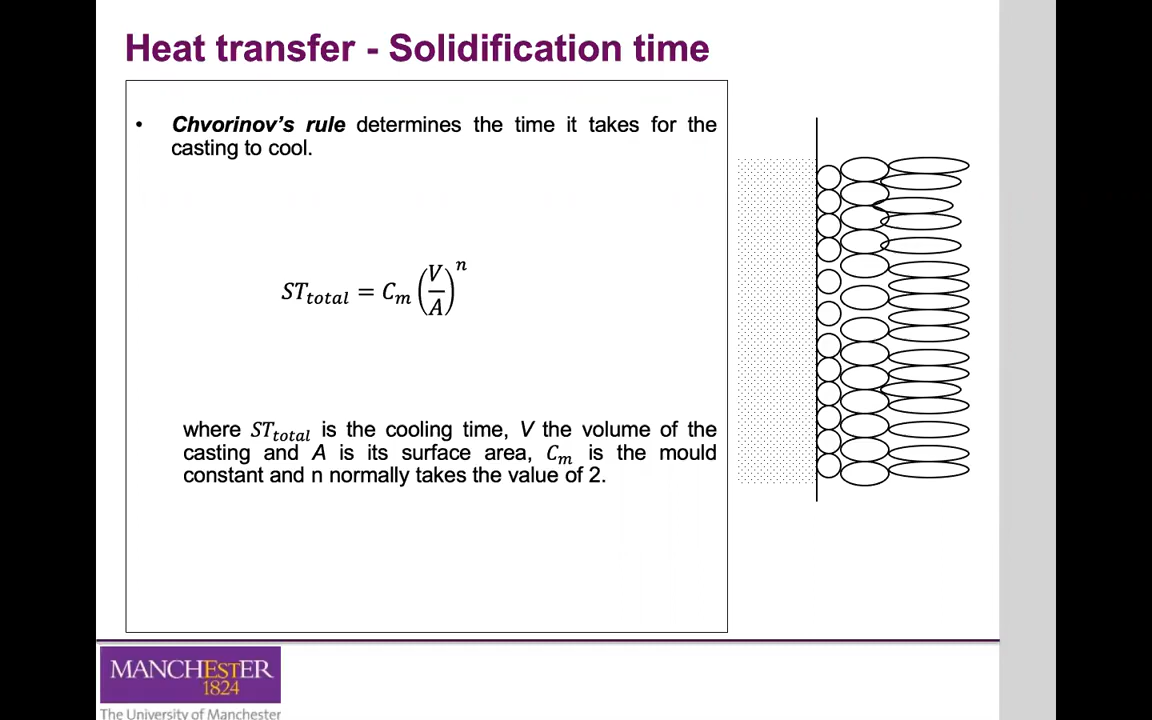 Heat transfer - Solidification time
• Chvorinov's rule determines the time it takes for the
casting to cool.
ST_total = C_m (V/A)^n
where ST_total is the cooling time, V the volume of the
casting and A is its surface area, C_m is the mould
constant and n normally takes the value of 2.
MANCHESTER
1824
The University of Manchester